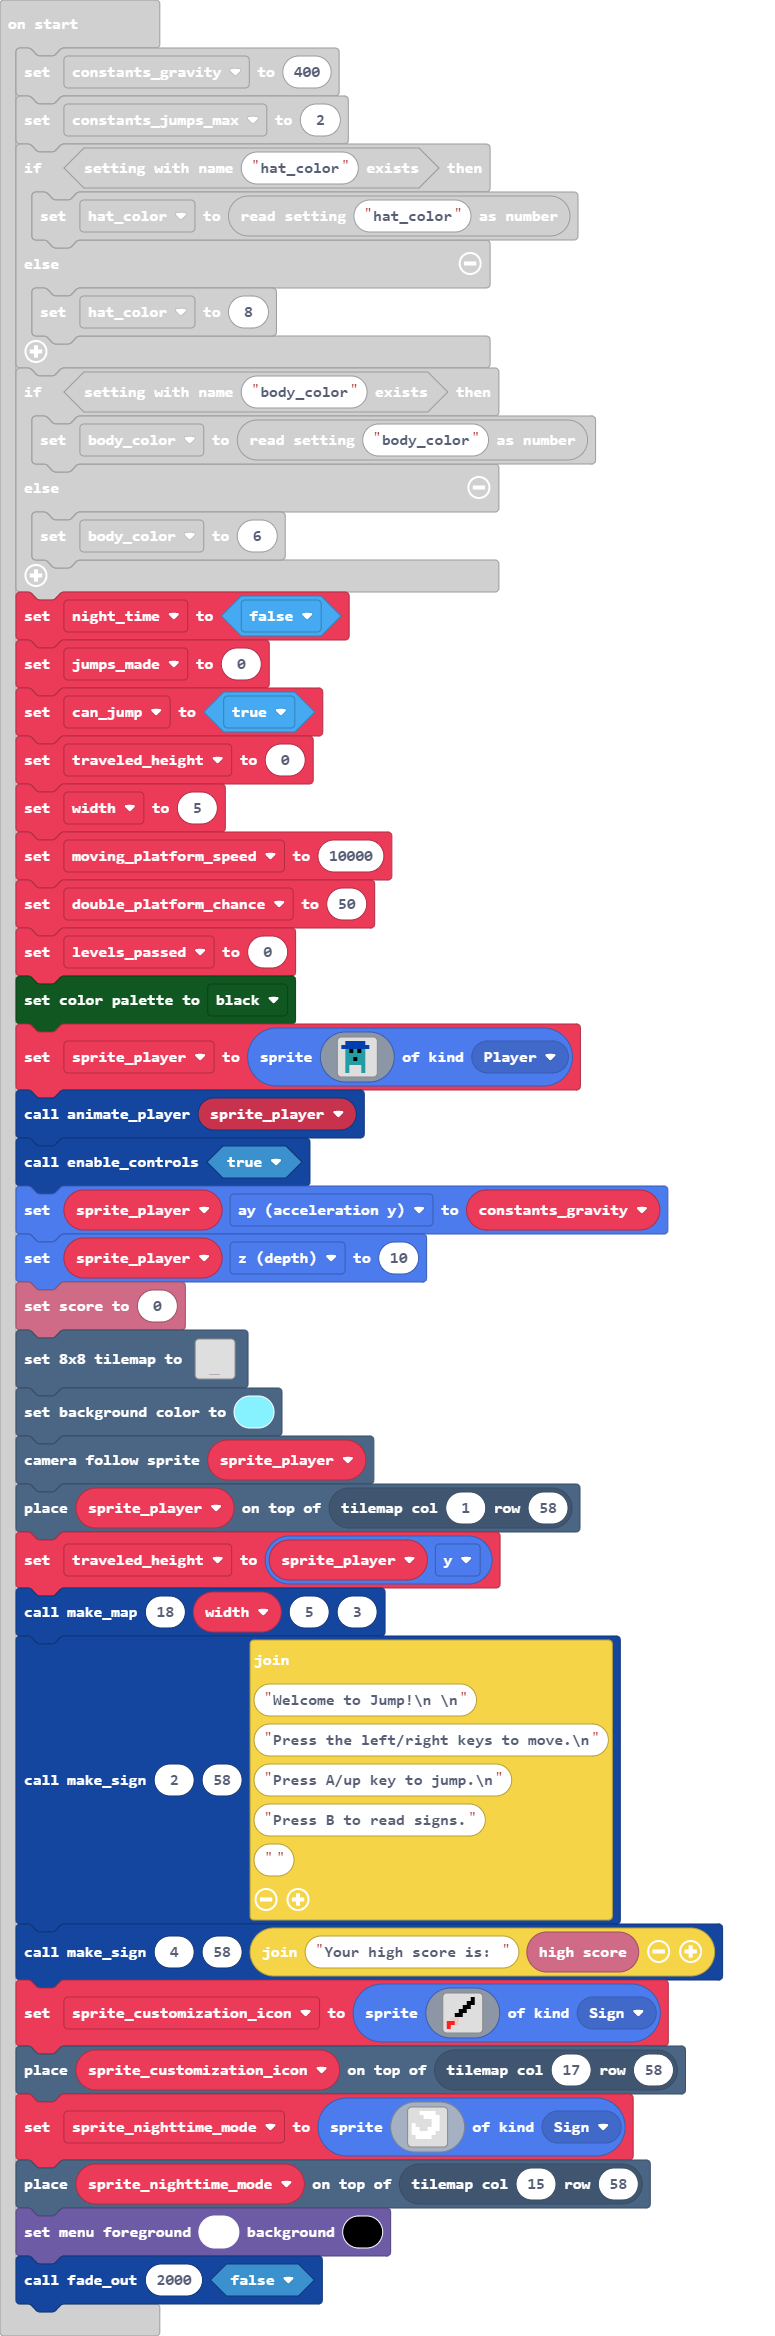 on start
set constants_gravity to 400
set constants_jumps_max to 2
if setting with name "hat_color" exists then
set hat_color to read setting "hat_color" as number
else
set hat_color to 8
if setting with name "body_color" exists then
set body_color to read setting "body_color" as number
else
set body_color to 6
set night_time to false
set jumps_made to 0
set can_jump to true
set traveled_height to 0
set width to 5
set moving_platform_speed to 10000
set double_platform_chance to 50
set levels_passed to 0
set color palette to black
set sprite_player to sprite of kind Player
call animate_player sprite_player
call enable_controls true
set sprite_player ay (acceleration y) to constants_gravity
set sprite_player z (depth) to 10
set score to 0
set 8x8 tilemap to
set background color to
camera follow sprite sprite_player
place sprite_player on top of tilemap col 1 row 58
set traveled_height to sprite_player y
call make_map 18 width 5 3
join
"Welcome to Jump!\n \n"
"Press the left/right keys to move.\n"
call make_sign 2 58 "Press A/up key to jump.\n"
"Press B to read signs."
" "
call make_sign 4 58 join "Your high score is: " high score
set sprite_customization_icon to sprite of kind Sign
place sprite_customization_icon on top of tilemap col 17 row 58
set sprite_nighttime_mode to sprite of kind Sign
place sprite_nighttime_mode on top of tilemap col 15 row 58
set menu foreground background
call fade_out 2000 false